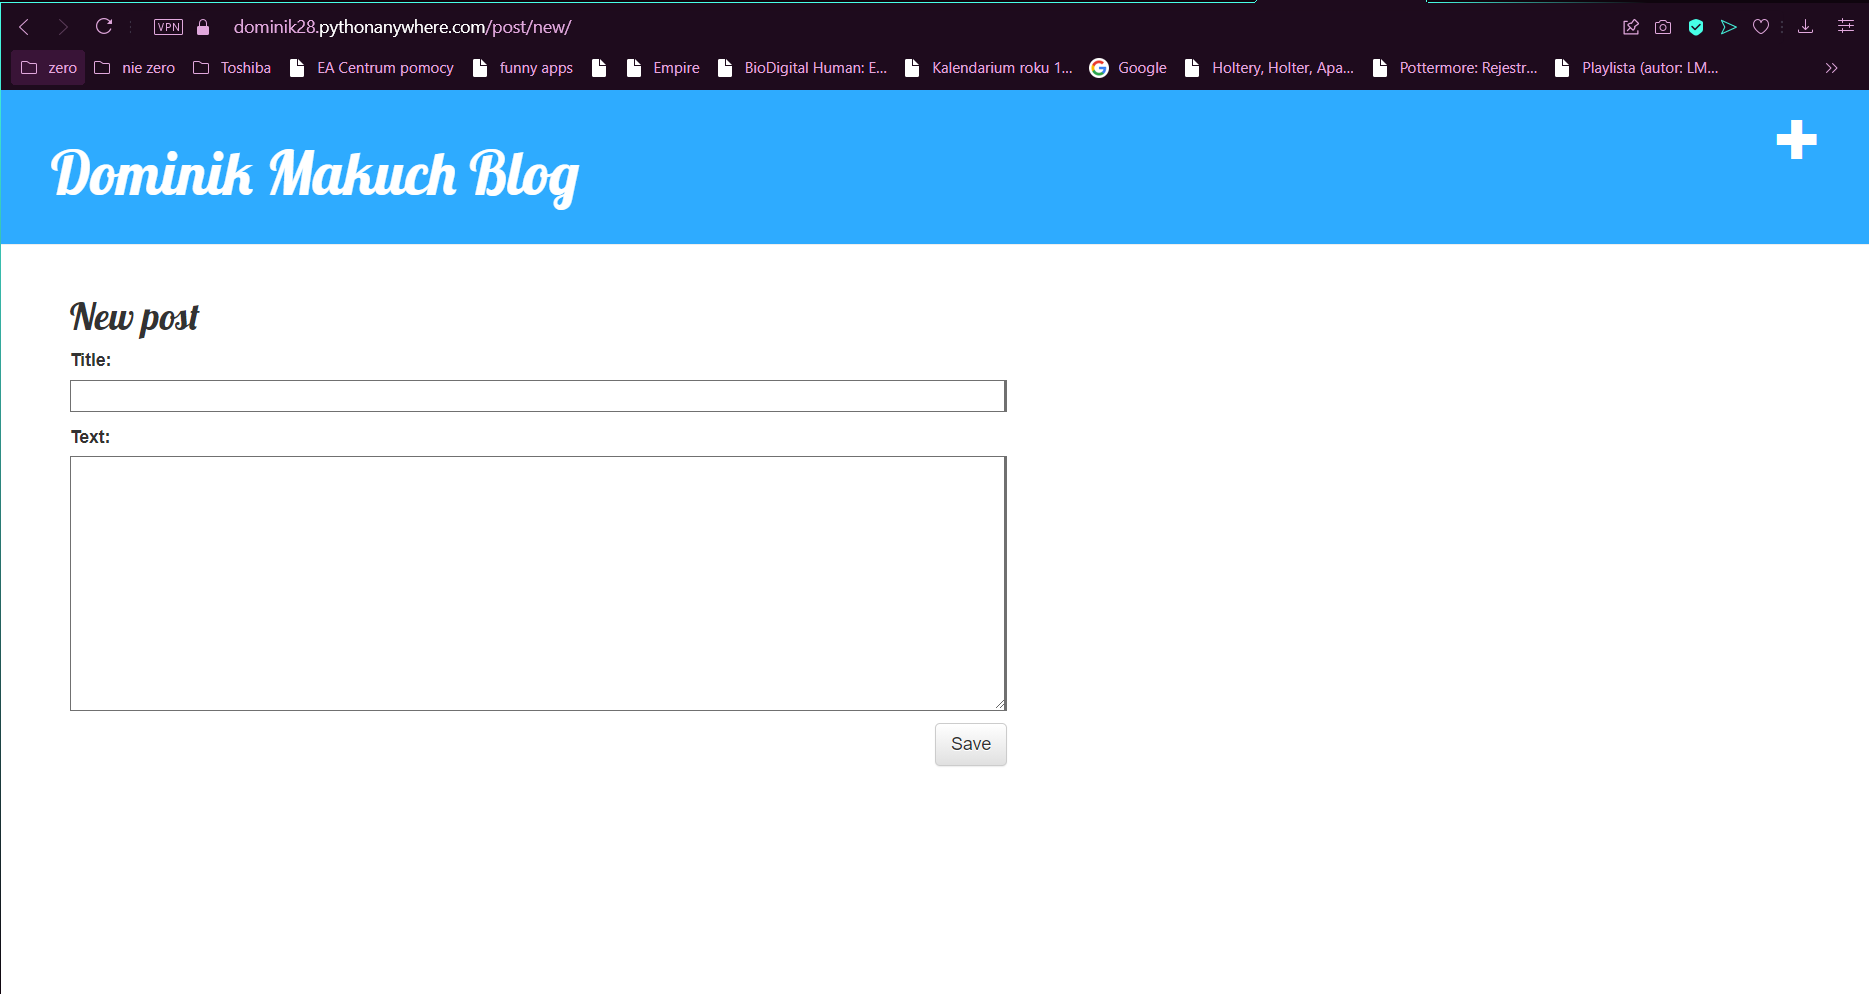 VPN dominik28.pythonanywhere.com/post/new/
zero nie zero Toshiba EA Centrum pomocy funny apps Empire BioDigital Human: E... Kalendarium roku 1... Google Holtery, Holter, Apa... Pottermore: Rejestr... Playlista (autor: LM...
Dominik Makuch Blog
New post
Title:
Text:
Save